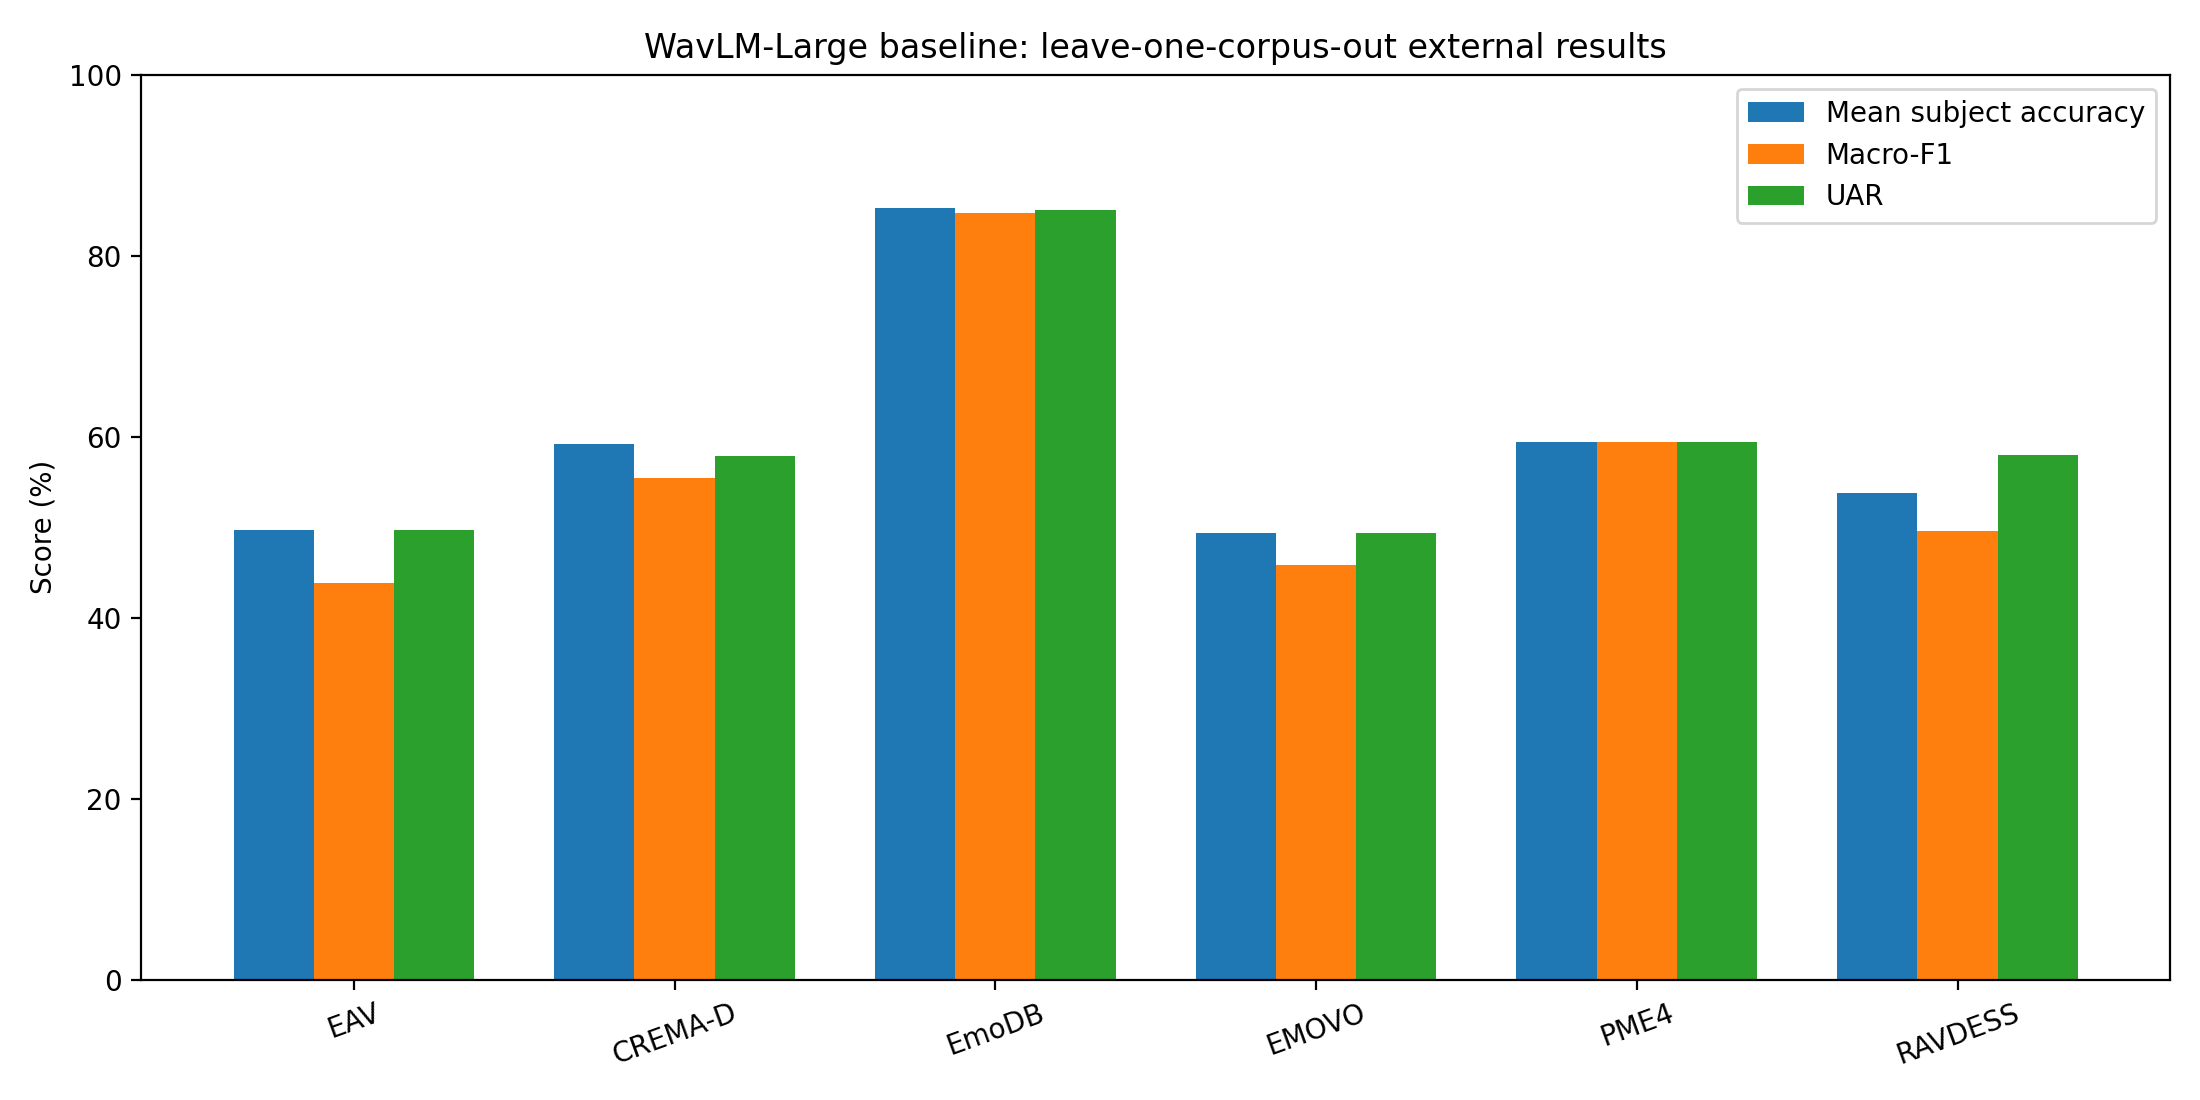 WavLM-Large baseline: leave-one-corpus-out external results
Mean subject accuracy
Macro-F1
UAR
Score (%)
100
80
60
40
20
0
EAV
CREMA-D
EmoDB
EMOVO
PME4
RAVDESS